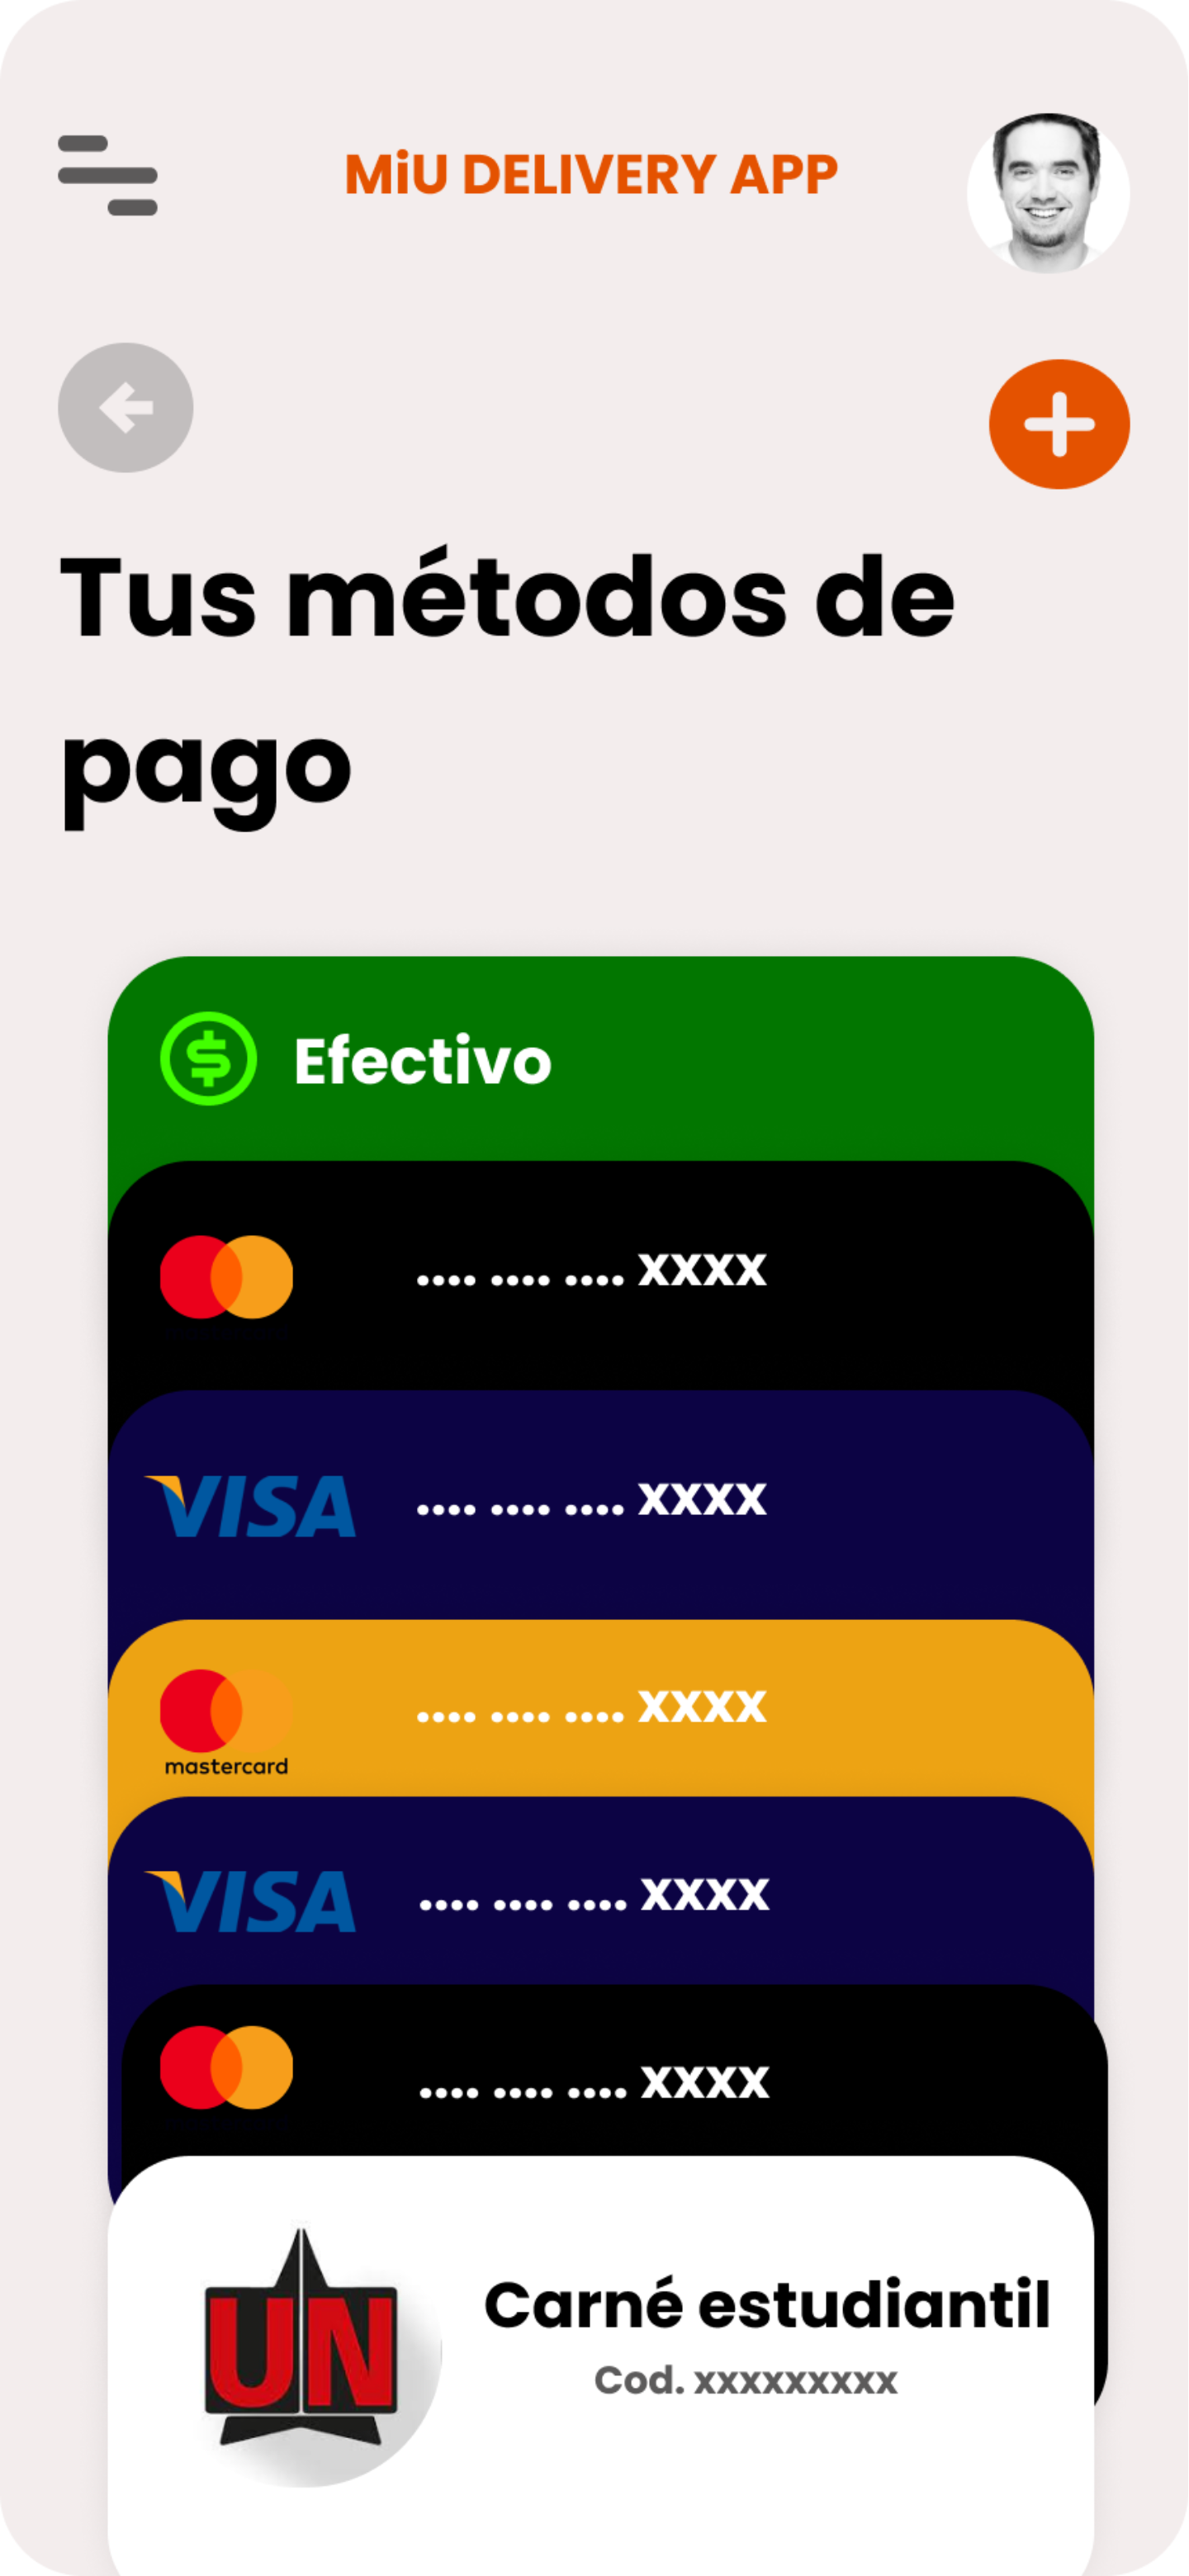 MiU DELIVERY APP
Tus métodos de
pago
Efectivo
.... .... .... XXXX
VISA
.... .... .... XXXX
.... .... .... XXXX
mastercard
VISA
.... .... .... XXXX
.... .... .... XXXX
UN
Carné estudiantil
Cod. xxxxxxxxx